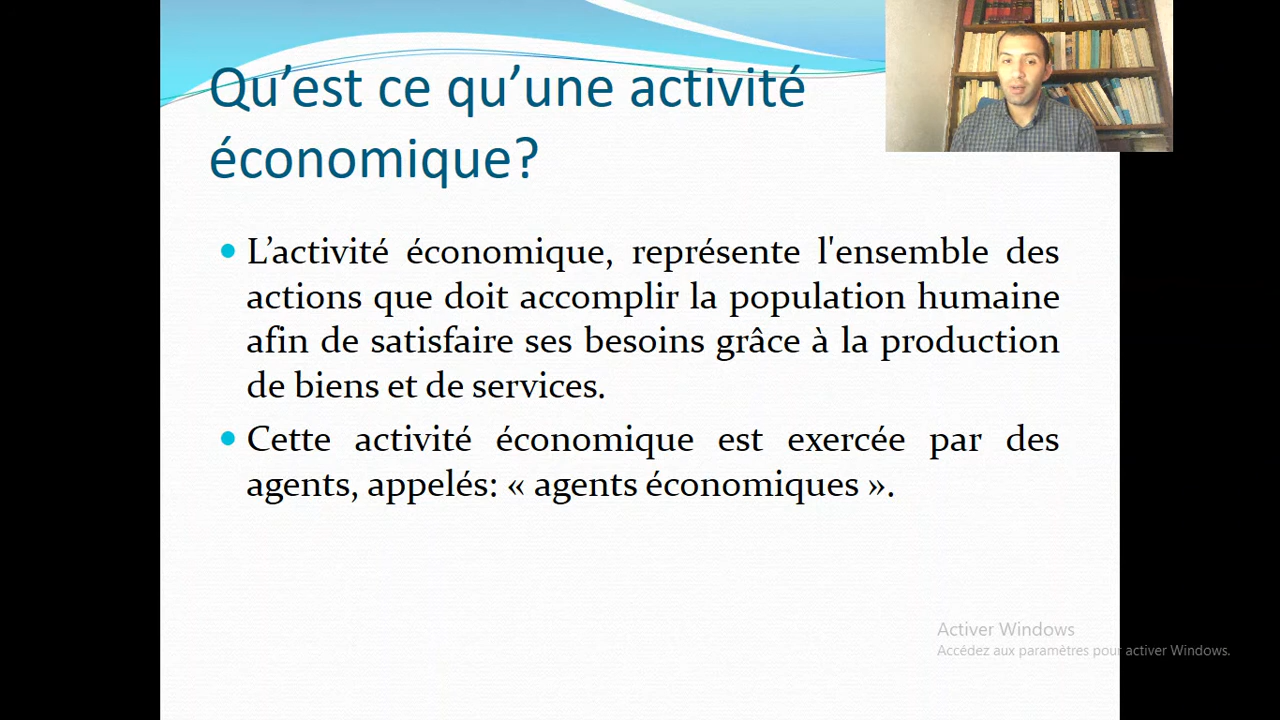 Qu’est ce qu’une activité
économique?
L’activité économique, représente l'ensemble des
actions que doit accomplir la population humaine
afin de satisfaire ses besoins grâce à la production
de biens et de services.
Cette activité économique est exercée par des
agents, appelés: « agents économiques ».
Activer Windows
Accédez aux paramètres pour activer Windows.